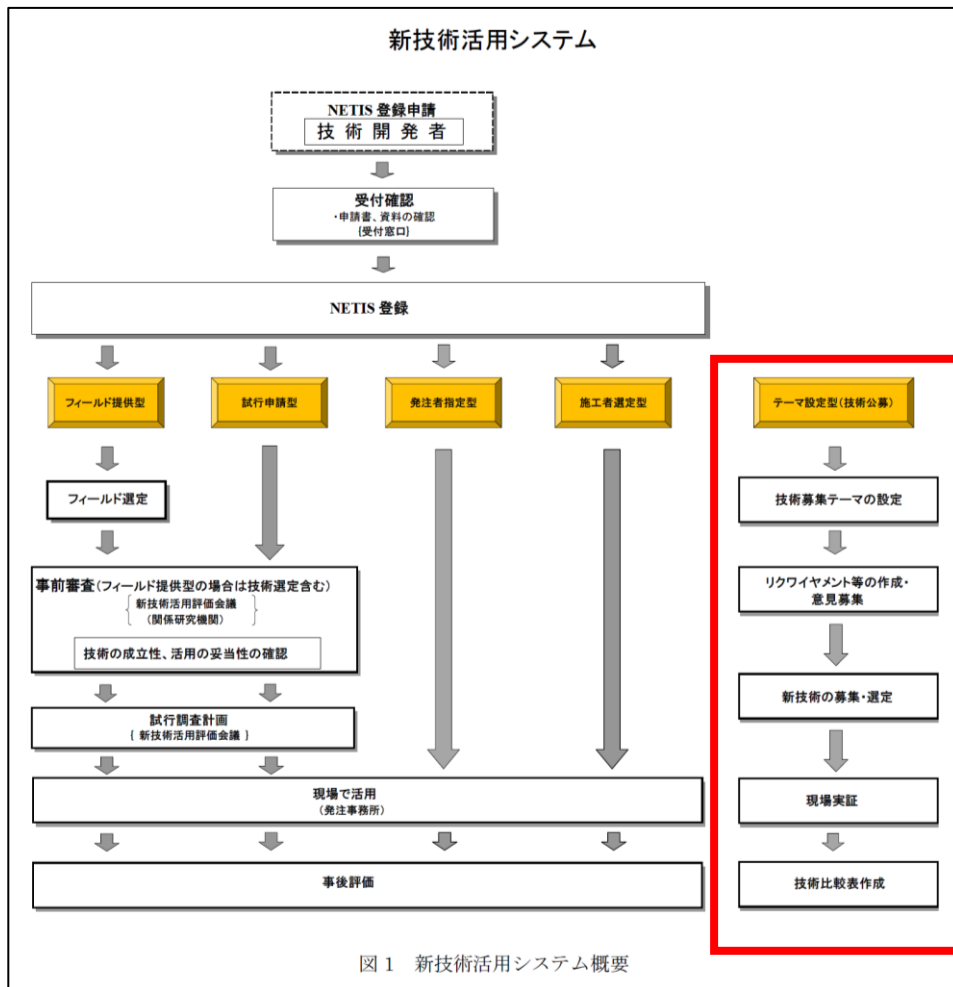 新技術活用システム
NETIS 登録申請
技術開発者
受付確認
・申請書、資料の確認
{受付窓口}
NETIS 登録
フィールド提供型
試行申請型
発注者指定型
施工者選定型
テーマ設定型(技術公募)
フィールド選定
事前審査(フィールド提供型の場合は技術選定含む)
新技術活用評価会議
(関係研究機関)
技術の成立性、活用の妥当性の確認
試行調査計画
{ 新技術活用評価会議 }
現場で活用
(発注事務所)
事後評価
技術募集テーマの設定
リクワイヤメント等の作成・
意見募集
新技術の募集・選定
現場実証
技術比較表作成
図1 新技術活用システム概要